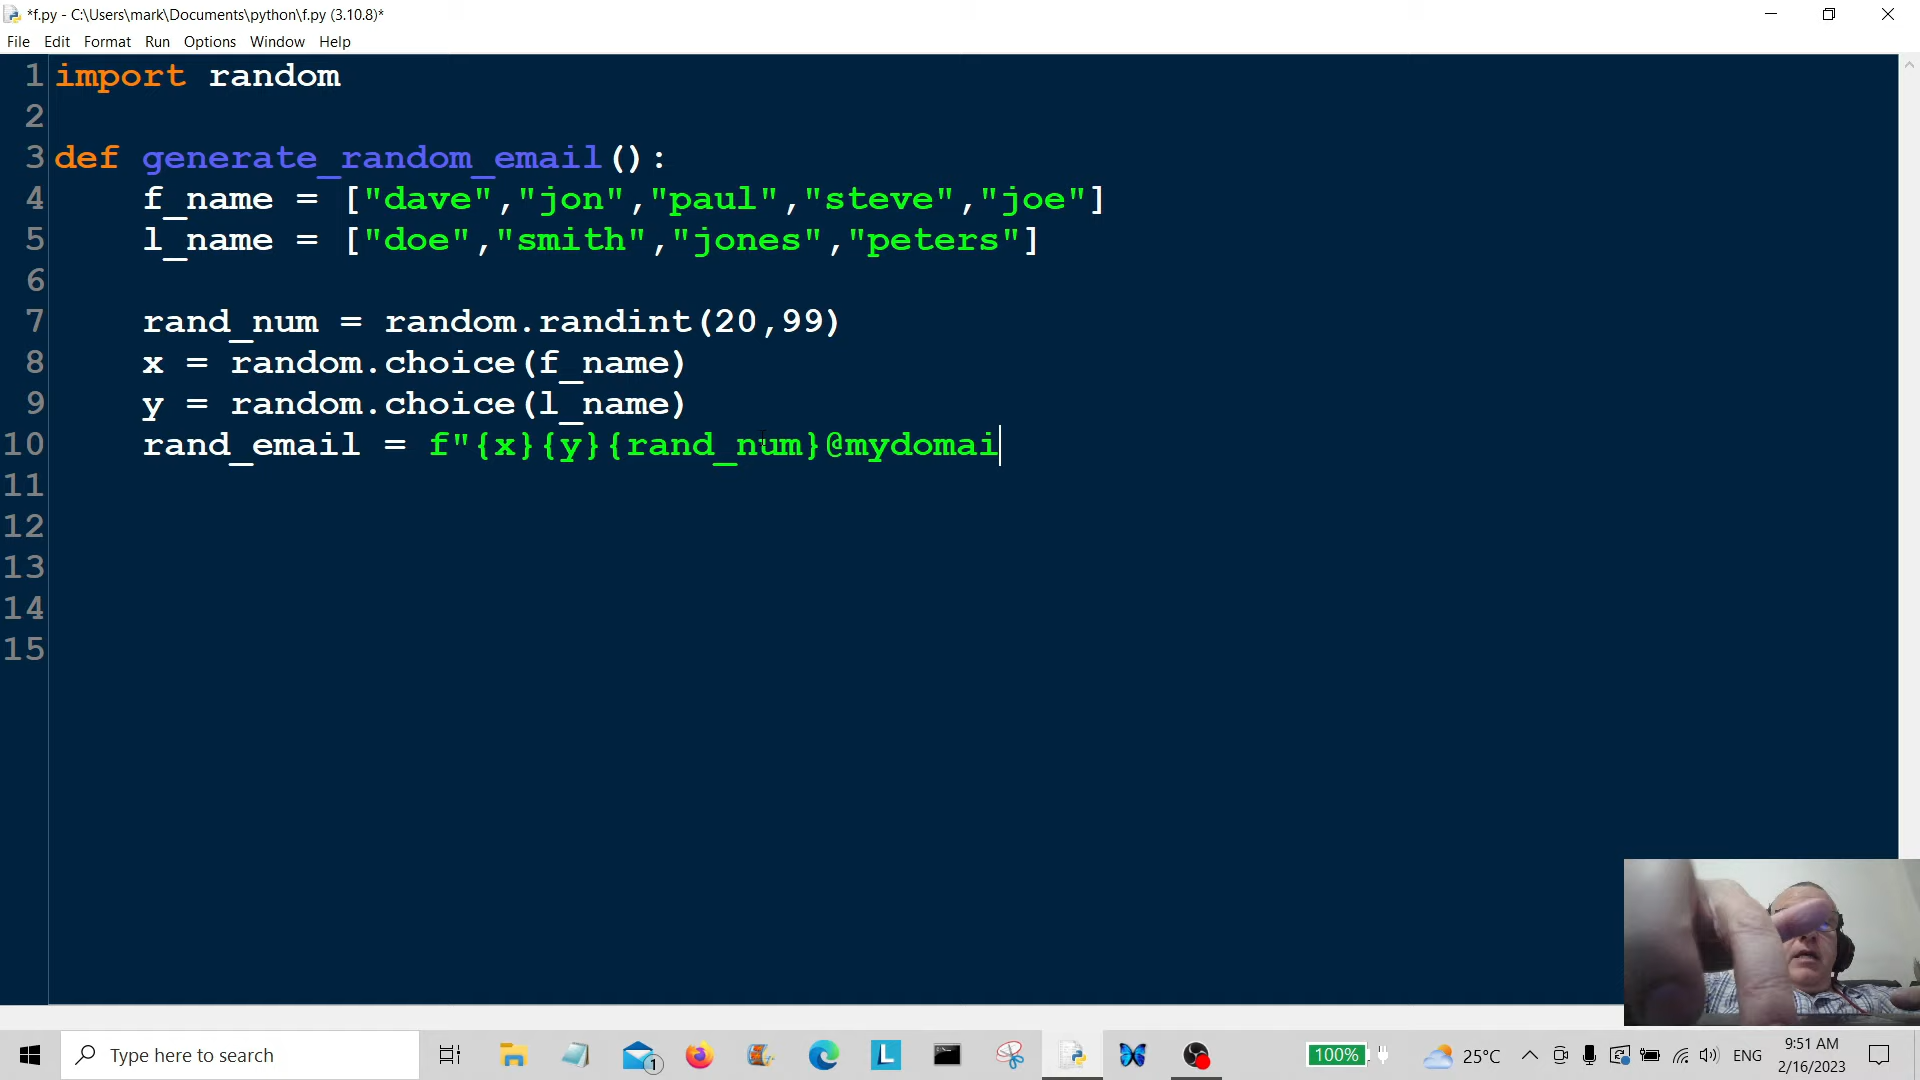 *f.py - C:\Users\mark\Documents\python\f.py (3.10.8)*
File Edit Format Run Options Window Help
1 import random
2
3 def generate_random_email():
4     f_name = ["dave","jon","paul","steve","joe"]
5     l_name = ["doe","smith","jones","peters"]
6
7     rand_num = random.randint(20,99)
8     x = random.choice(f_name)
9     y = random.choice(l_name)
10     rand_email = f"{x}{y}{rand_num}@mydomai
11
12
13
14
15
Type here to search 1 L 100% 25°C ENG 9:51 AM
2/16/2023